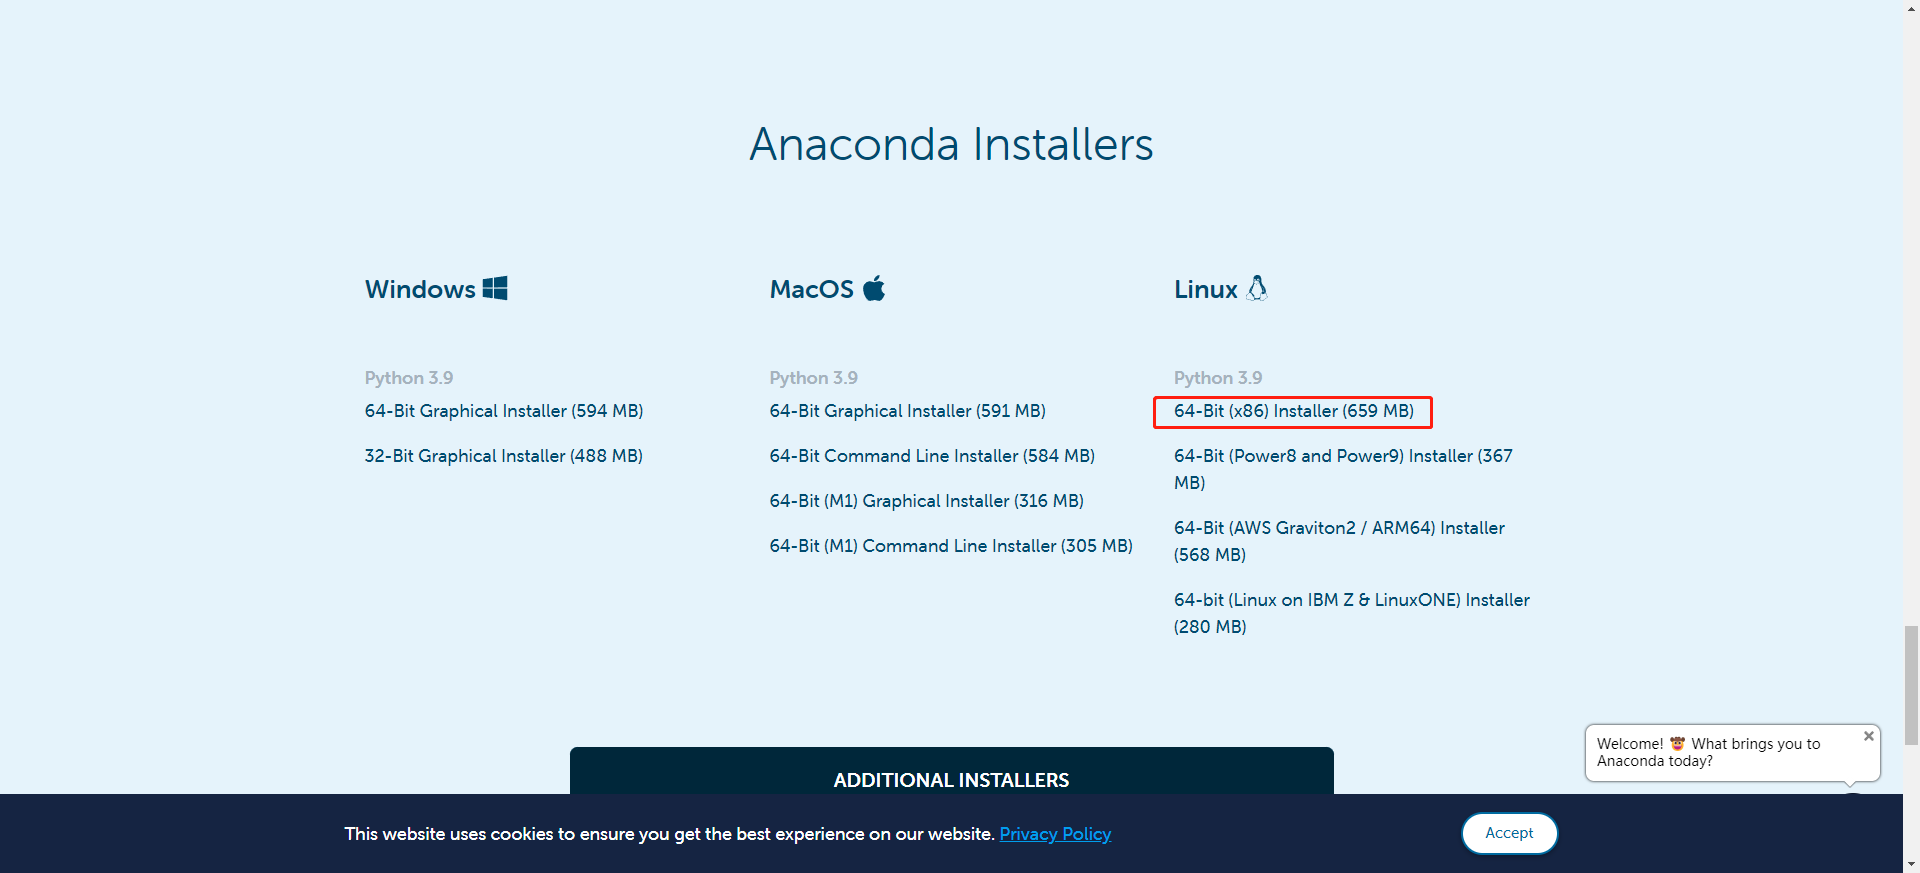 Anaconda Installers
Windows
Python 3.9
64-Bit Graphical Installer (594 MB)
32-Bit Graphical Installer (488 MB)
MacOS
Python 3.9
64-Bit Graphical Installer (591 MB)
64-Bit Command Line Installer (584 MB)
64-Bit (M1) Graphical Installer (316 MB)
64-Bit (M1) Command Line Installer (305 MB)
Linux
Python 3.9
64-Bit (x86) Installer (659 MB)
64-Bit (Power8 and Power9) Installer (367
MB)
64-Bit (AWS Graviton2 / ARM64) Installer
(568 MB)
64-bit (Linux on IBM Z & LinuxONE) Installer
(280 MB)
ADDITIONAL INSTALLERS
Welcome! 🤠 What brings you to
Anaconda today?
This website uses cookies to ensure you get the best experience on our website. Privacy Policy
Accept